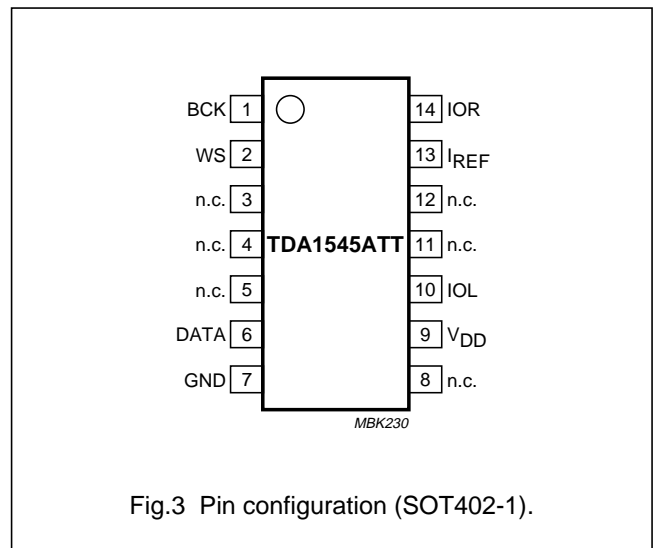 BCK 1 14 IOR
WS 2 13 IREF
n.c. 3 12 n.c.
n.c. 4 TDA1545ATT 11 n.c.
n.c. 5 10 IOL
DATA 6 9 VDD
GND 7 8 n.c.
MBK230
Fig.3 Pin configuration (SOT402-1).